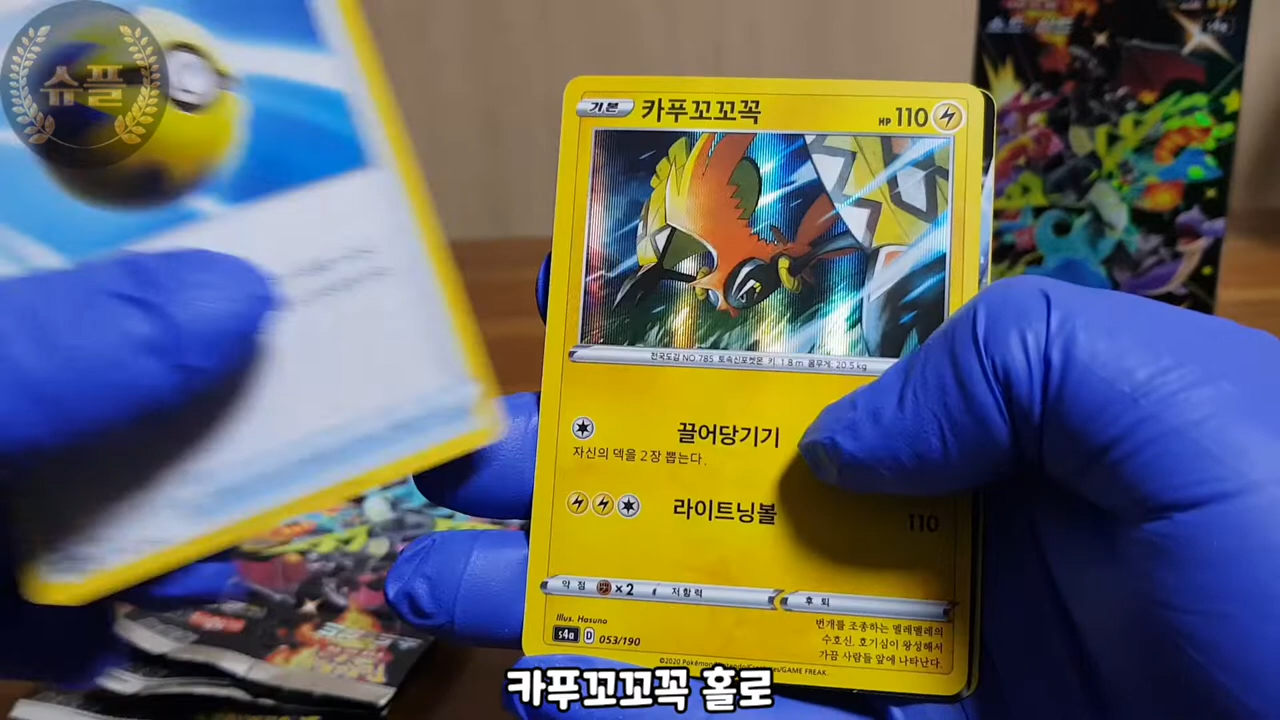 슈플
기본 카푸꼬꼬꼭 HP 110
전국도감 NO.785 토속신포켓몬 키 1.8m 몸무게 20.5kg
끌어당기기
자신의 덱을 2장 뽑는다.
라이트닝볼 110
약점 ×2 저항력 후퇴
Illus. Hasuno
s4a D 053/190
번개를 조종하는 멜레멜레의
수호신. 호기심이 왕성해서
가끔 사람들 앞에 나타난다.
©2020 Pokémon/Nintendo/Creatures/GAME FREAK.
카푸꼬꼬꼭 홀로